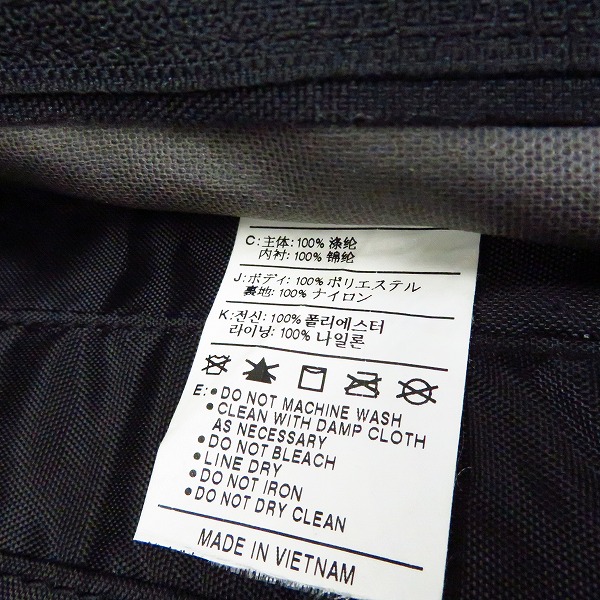 C:主体:100% 涤纶
内衬:100% 锦纶
J:ボディ:100% ポリエステル
裏地:100% ナイロン
K:전신:100% 폴리에스터
라이닝:100% 나일론
E:•DO NOT MACHINE WASH
•CLEAN WITH DAMP CLOTH
AS NECESSARY
•DO NOT BLEACH
•LINE DRY
•DO NOT IRON
•DO NOT DRY CLEAN
MADE IN VIETNAM